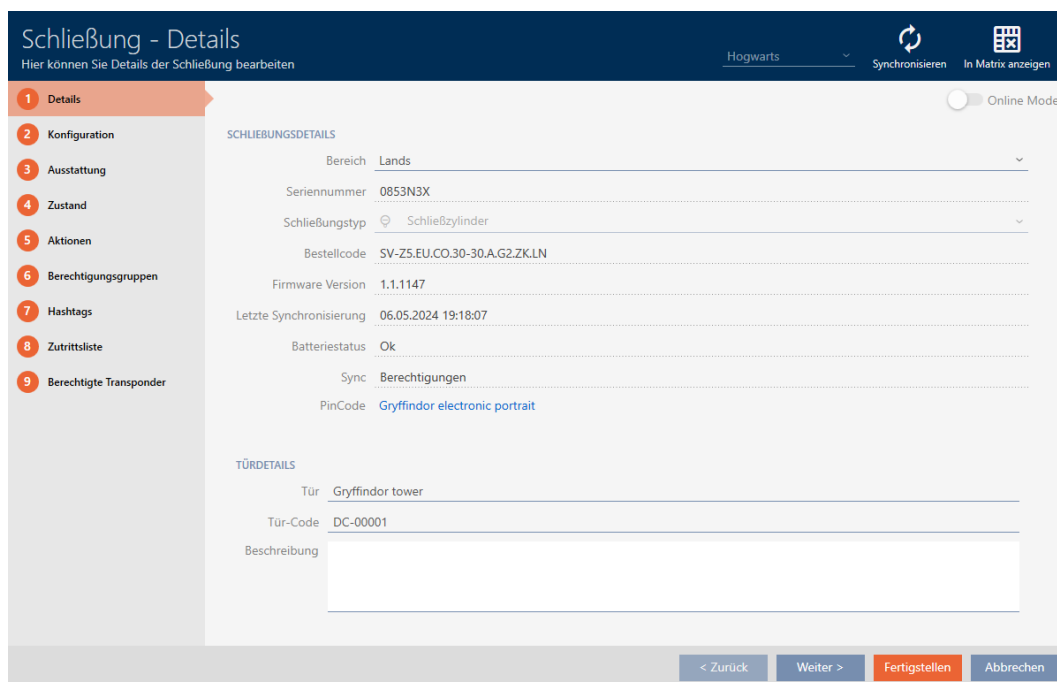 Schließung - Details
Hier können Sie Details der Schließung bearbeiten
Hogwarts
Synchronisieren
In Matrix anzeigen
1 Details
2 Konfiguration
3 Ausstattung
4 Zustand
5 Aktionen
6 Berechtigungsgruppen
7 Hashtags
8 Zutrittsliste
9 Berechtigte Transponder
Online Mode
SCHLIEßUNGSDETAILS
Bereich Lands
Seriennummer 0853N3X
Schließungstyp Schließzylinder
Bestellcode SV-Z5.EU.CO.30-30.A.G2.ZK.LN
Firmware Version 1.1.1147
Letzte Synchronisierung 06.05.2024 19:18:07
Batteriestatus Ok
Sync Berechtigungen
PinCode Gryffindor electronic portrait
TÜRDETAILS
Tür Gryffindor tower
Tür-Code DC-00001
Beschreibung
< Zurück
Weiter >
Fertigstellen
Abbrechen